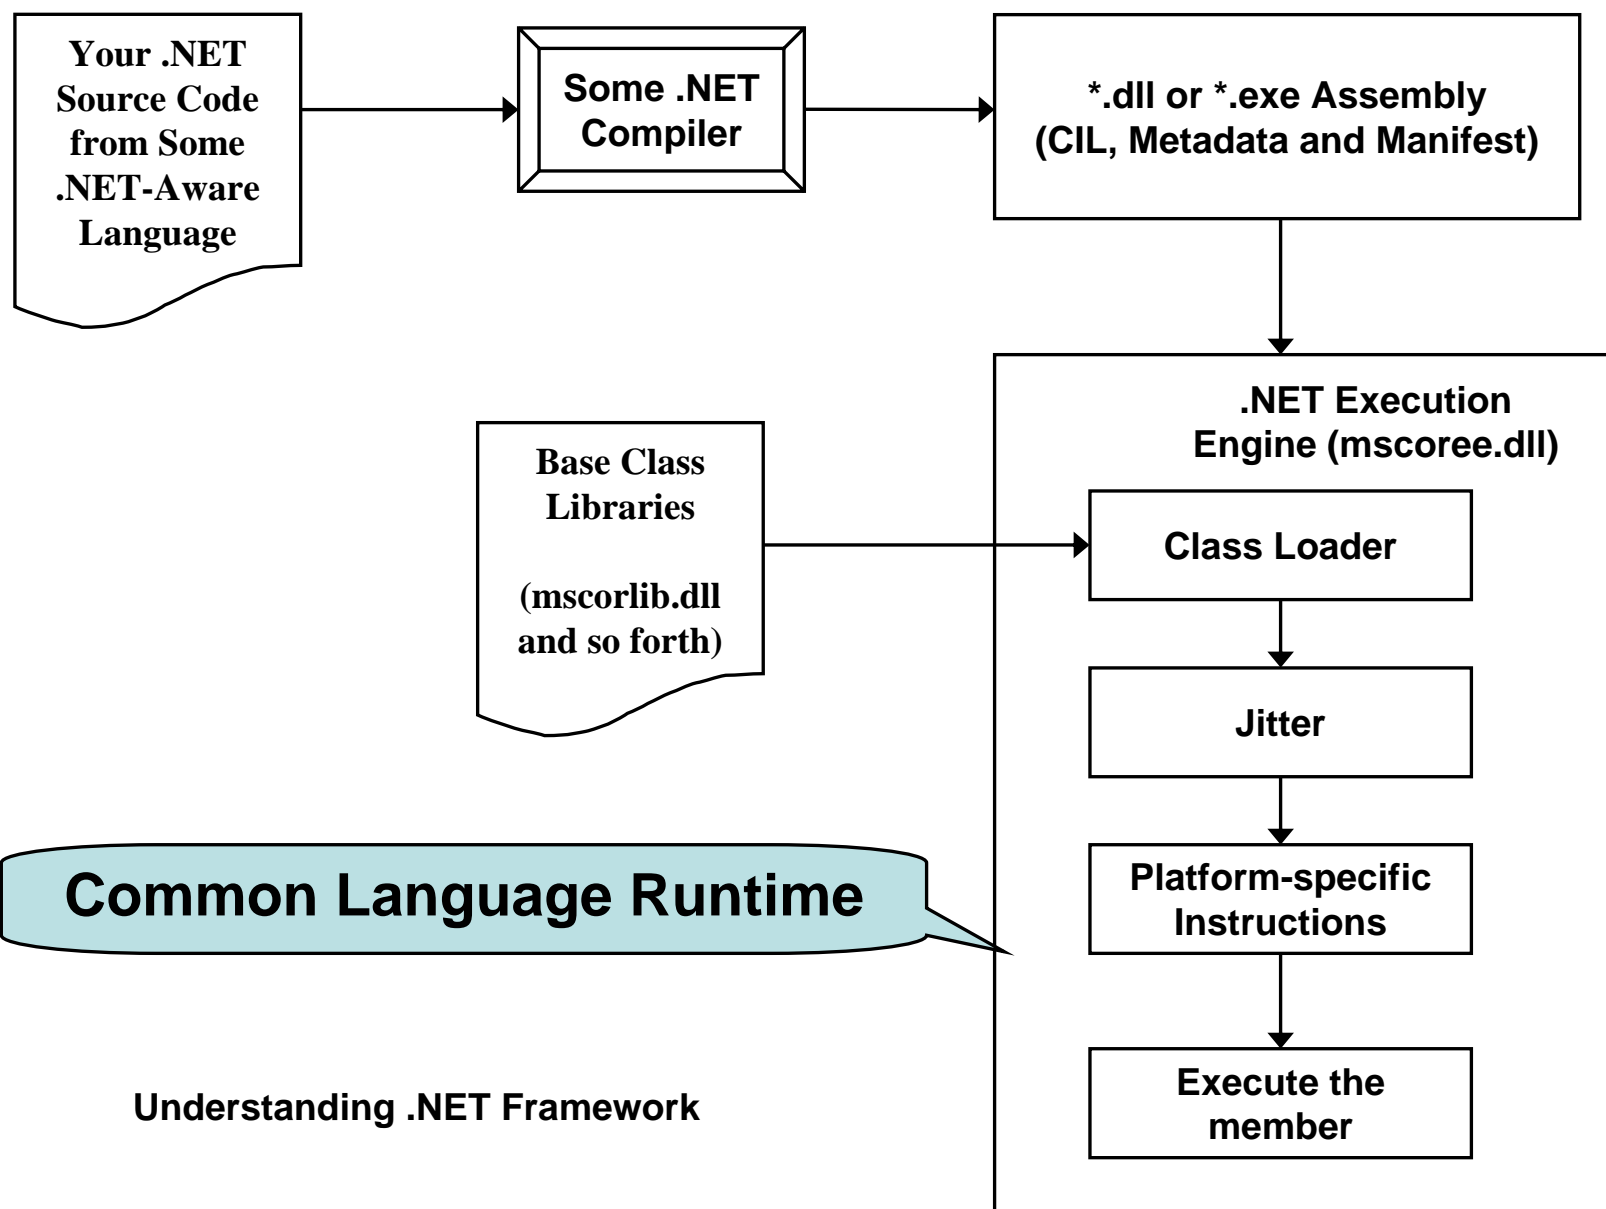 Your .NET
Source Code
from Some
.NET-Aware
Language
Some .NET
Compiler
*.dll or *.exe Assembly
(CIL, Metadata and Manifest)
.NET Execution
Engine (mscoree.dll)
Base Class
Libraries
(mscorlib.dll
and so forth)
Class Loader
Jitter
Platform-specific
Instructions
Common Language Runtime
Execute the
member
Understanding .NET Framework